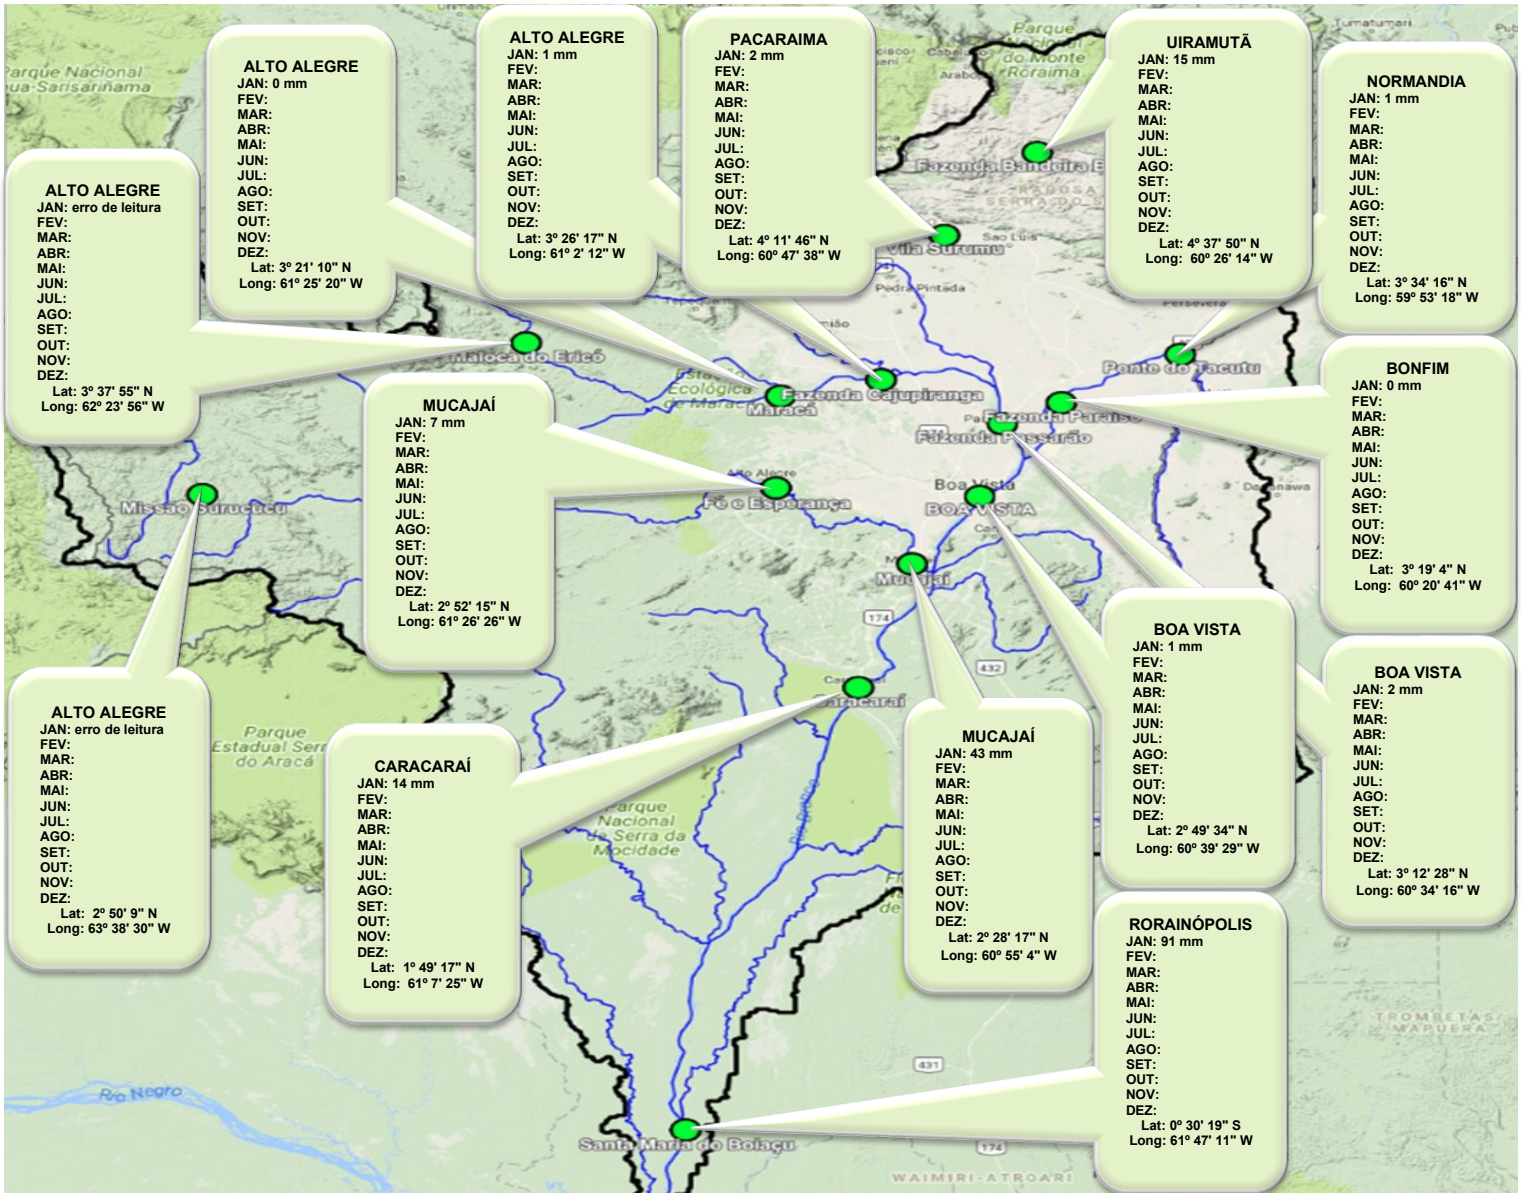 ALTO ALEGRE
JAN: erro de leitura
FEV:
MAR:
ABR:
MAI:
JUN:
JUL:
AGO:
SET:
OUT:
NOV:
DEZ:
Lat: 3º 37' 55" N
Long: 62º 23' 56" W
ALTO ALEGRE
JAN: 0 mm
FEV:
MAR:
ABR:
MAI:
JUN:
JUL:
AGO:
SET:
OUT:
NOV:
DEZ:
Lat: 3º 21' 10" N
Long: 61º 25' 20" W
ALTO ALEGRE
JAN: 1 mm
FEV:
MAR:
ABR:
MAI:
JUN:
JUL:
AGO:
SET:
OUT:
NOV:
DEZ:
Lat: 3º 26' 17" N
Long: 61º 2' 12" W
PACARAIMA
JAN: 2 mm
FEV:
MAR:
ABR:
MAI:
JUN:
JUL:
AGO:
SET:
OUT:
NOV:
DEZ:
Lat: 4º 11' 46" N
Long: 60º 47' 38" W
UIRAMUTÃ
JAN: 15 mm
FEV:
MAR:
ABR:
MAI:
JUN:
JUL:
AGO:
SET:
OUT:
NOV:
DEZ:
Lat: 4º 37' 50" N
Long: 60º 26' 14" W
NORMANDIA
JAN: 1 mm
FEV:
MAR:
ABR:
MAI:
JUN:
JUL:
AGO:
SET:
OUT:
NOV:
DEZ:
Lat: 3º 34' 16" N
Long: 59º 53' 18" W
MUCAJAÍ
JAN: 7 mm
FEV:
MAR:
ABR:
MAI:
JUN:
JUL:
AGO:
SET:
OUT:
NOV:
DEZ:
Lat: 2º 52' 15" N
Long: 61º 26' 26" W
BONFIM
JAN: 0 mm
FEV:
MAR:
ABR:
MAI:
JUN:
JUL:
AGO:
SET:
OUT:
NOV:
DEZ:
Lat: 3º 19' 4" N
Long: 60º 20' 41" W
ALTO ALEGRE
JAN: erro de leitura
FEV:
MAR:
ABR:
MAI:
JUN:
JUL:
AGO:
SET:
OUT:
NOV:
DEZ:
Lat: 2º 50' 9" N
Long: 63º 38' 30" W
CARACARAÍ
JAN: 14 mm
FEV:
MAR:
ABR:
MAI:
JUN:
JUL:
AGO:
SET:
OUT:
NOV:
DEZ:
Lat: 1º 49' 17" N
Long: 61º 7' 25" W
MUCAJAÍ
JAN: 43 mm
FEV:
MAR:
ABR:
MAI:
JUN:
JUL:
AGO:
SET:
OUT:
NOV:
DEZ:
Lat: 2º 28' 17" N
Long: 60º 55' 4" W
BOA VISTA
JAN: 1 mm
FEV:
MAR:
ABR:
MAI:
JUN:
JUL:
AGO:
SET:
OUT:
NOV:
DEZ:
Lat: 2º 49' 34" N
Long: 60º 39' 29" W
BOA VISTA
JAN: 2 mm
FEV:
MAR:
ABR:
MAI:
JUN:
JUL:
AGO:
SET:
OUT:
NOV:
DEZ:
Lat: 3º 12' 28" N
Long: 60º 34' 16" W
RORAINÓPOLIS
JAN: 91 mm
FEV:
MAR:
ABR:
MAI:
JUN:
JUL:
AGO:
SET:
OUT:
NOV:
DEZ:
Lat: 0º 30' 19" S
Long: 61º 47' 11" W
Parque Nacional
Parque
do Monte
Roraima
Tumatumari
Fazenda Bandeira B
Vila Surumu
Sao Luis
Pedra Pintada
Maloca do Ericó
Ecológica
de Maracá
Maracá
Fazenda Cajupiranga
Ponte do Tacutu
Fazenda Paraiso
Fazenda Passarão
Missão Surucucu
Alto Alegre
Fé e Esperança
Boa Vista
BOA VISTA
Mucajaí
174
432
Caracaraí
Parque
Estadual Serra
do Aracá
Parque
Nacional
da Serra da
Mocidade
Rio Branco
Rio Negro
431
174
Santa Maria do Boiaçu
TROMBETAS/
MAPUERA
WAIMIRI-ATROARI